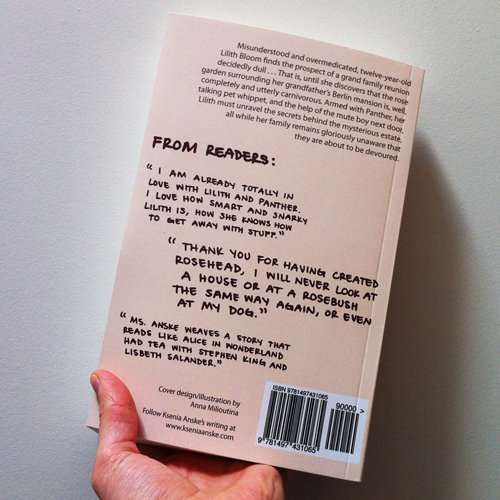 Misunderstood and overmedicated, twelve-year-old
Lilith Bloom finds the prospect of a grand family reunion
decidedly dull . . . That is, until she discovers that the rose
garden surrounding her grandfather's Berlin mansion is, well,
completely and utterly carnivorous. Armed with Panther, her
talking pet whippet, and the help of the mute boy next door,
Lilith must unravel the secrets behind the mysterious estate,
all while her family remains gloriously unaware that
they are about to be devoured.
FROM READERS:
"I AM ALREADY TOTALLY IN
LOVE WITH LILITH AND PANTHER.
I LOVE HOW SMART AND SNARKY
LILITH IS, HOW SHE KNOWS HOW
TO GET AWAY WITH STUFF."
"THANK YOU FOR HAVING CREATED
ROSEHEAD, I WILL NEVER LOOK AT
A HOUSE OR AT A ROSEBUSH
THE SAME WAY AGAIN, OR EVEN
AT MY DOG."
"MS. ANSKE WEAVES A STORY THAT
READS LIKE ALICE IN WONDERLAND
HAD TEA WITH STEPHEN KING AND
LISBETH SALANDER."
Cover design/illustration by
Anna Milioutina
Follow Ksenia Anske's writing at
www.kseniaanske.com
ISBN 9781497431065
90000 >
9 781497 431065